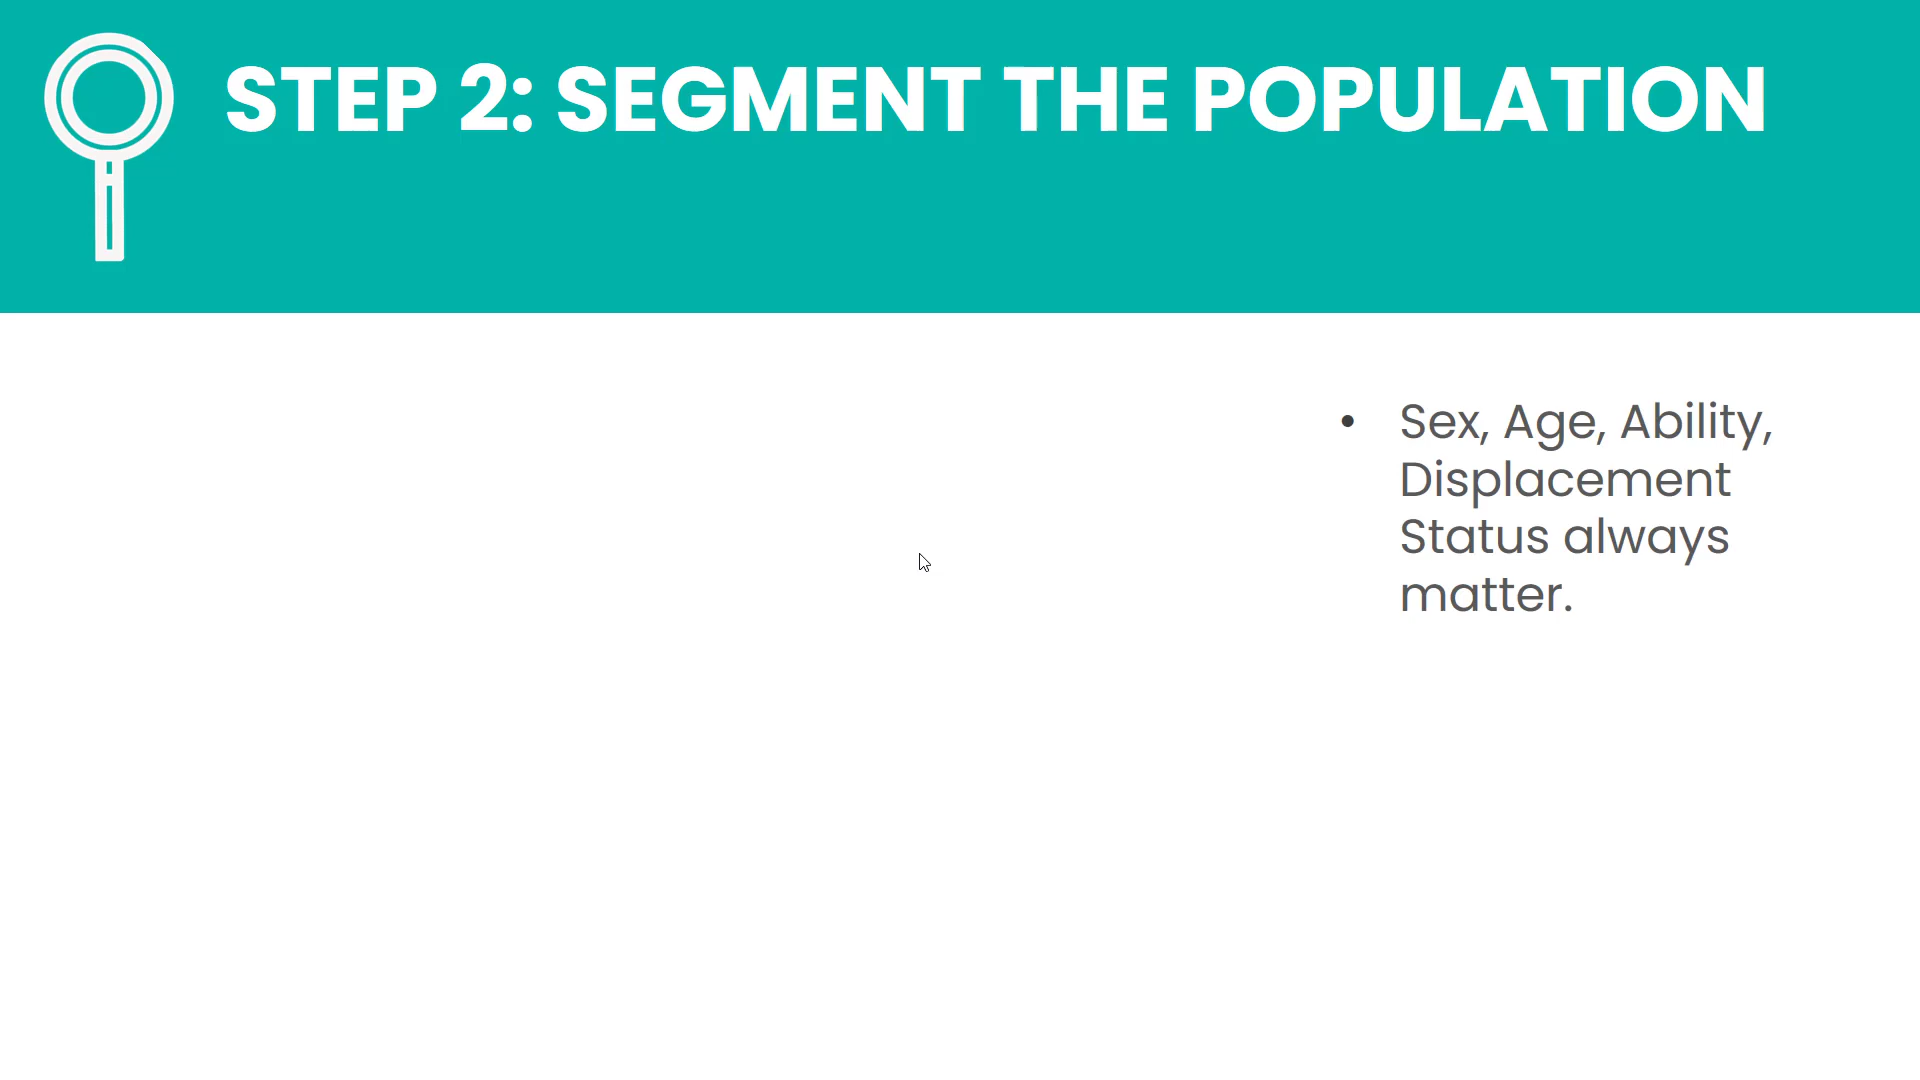 STEP 2: SEGMENT THE POPULATION
• Sex, Age, Ability,
Displacement
Status always
matter.